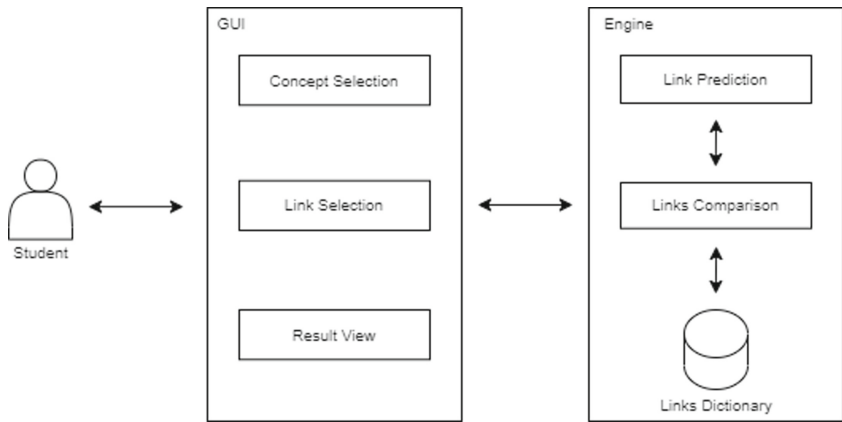 GUI
Concept Selection
Link Selection
Result View
Student
Engine
Link Prediction
Links Comparison
Links Dictionary